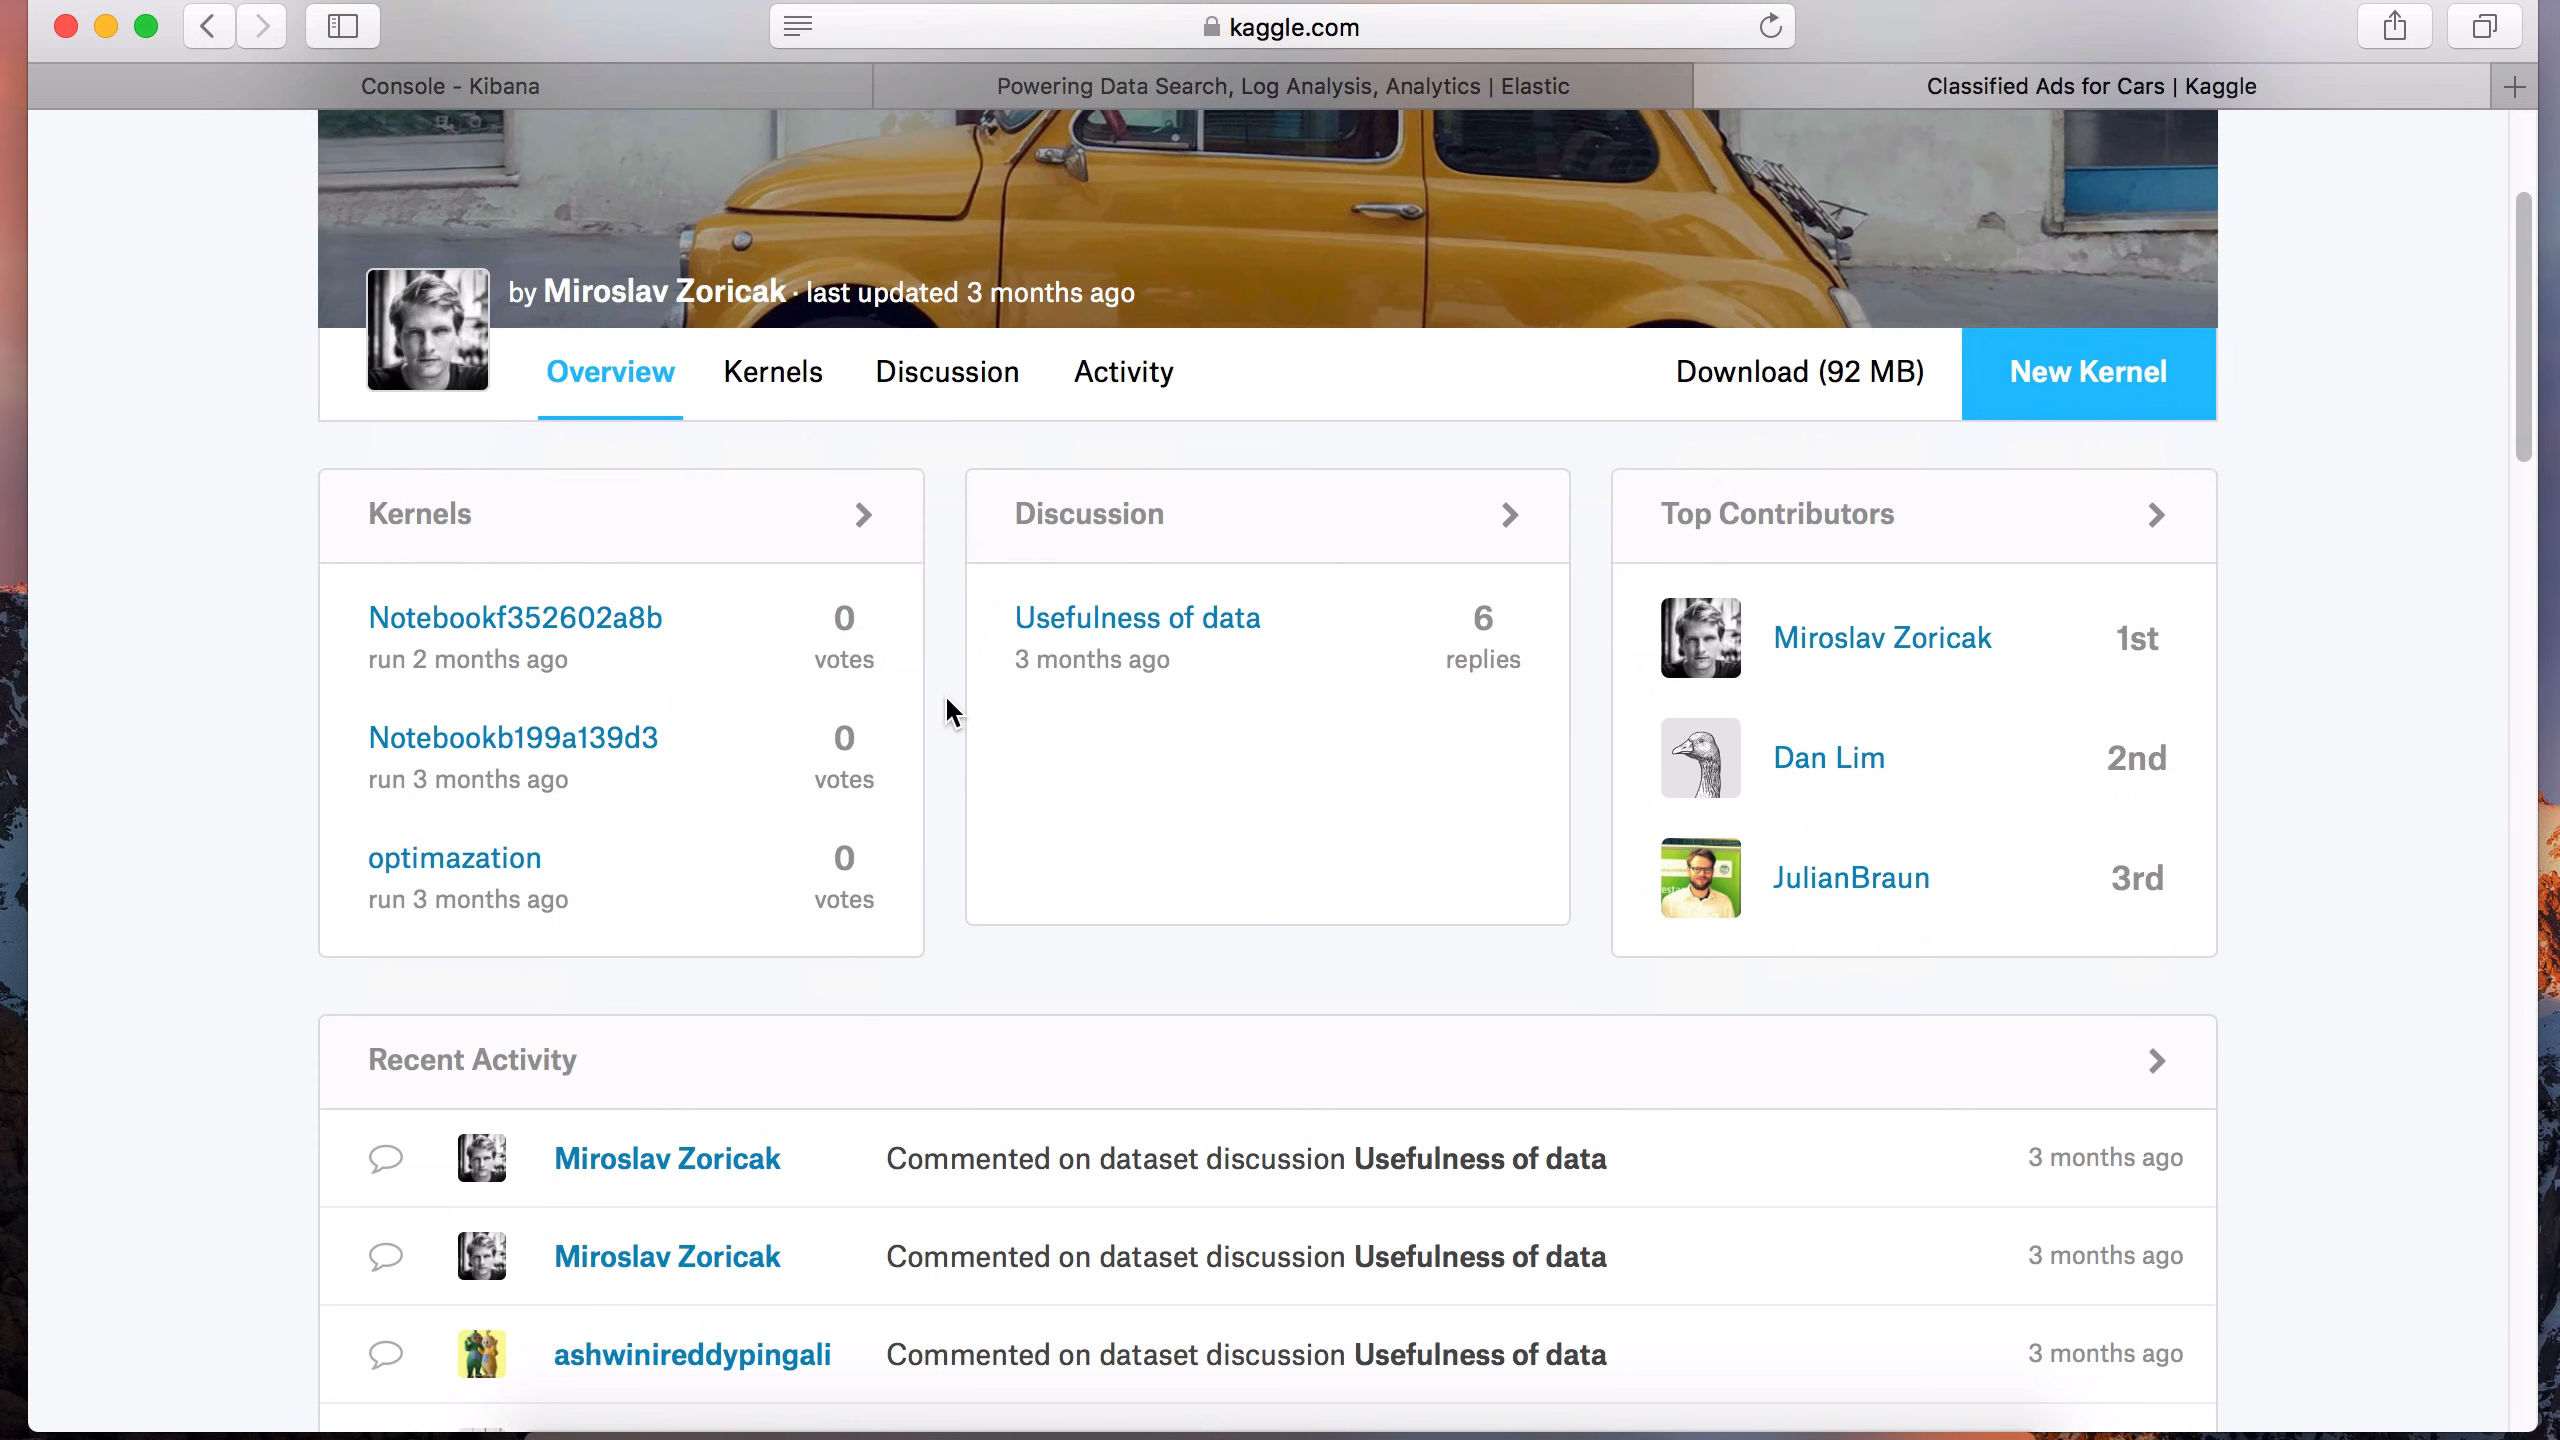 kaggle.com
Console - Kibana
Powering Data Search, Log Analysis, Analytics | Elastic
Classified Ads for Cars | Kaggle
by Miroslav Zoricak · last updated 3 months ago
Overview Kernels Discussion Activity Download (92 MB) New Kernel
Kernels
Notebookf352602a8b 0
run 2 months ago votes
Notebookb199a139d3 0
run 3 months ago votes
optimazation 0
run 3 months ago votes
Discussion
Usefulness of data 6
3 months ago replies
Top Contributors
Miroslav Zoricak 1st
Dan Lim 2nd
JulianBraun 3rd
Recent Activity
Miroslav Zoricak Commented on dataset discussion Usefulness of data 3 months ago
Miroslav Zoricak Commented on dataset discussion Usefulness of data 3 months ago
ashwinireddypingali Commented on dataset discussion Usefulness of data 3 months ago